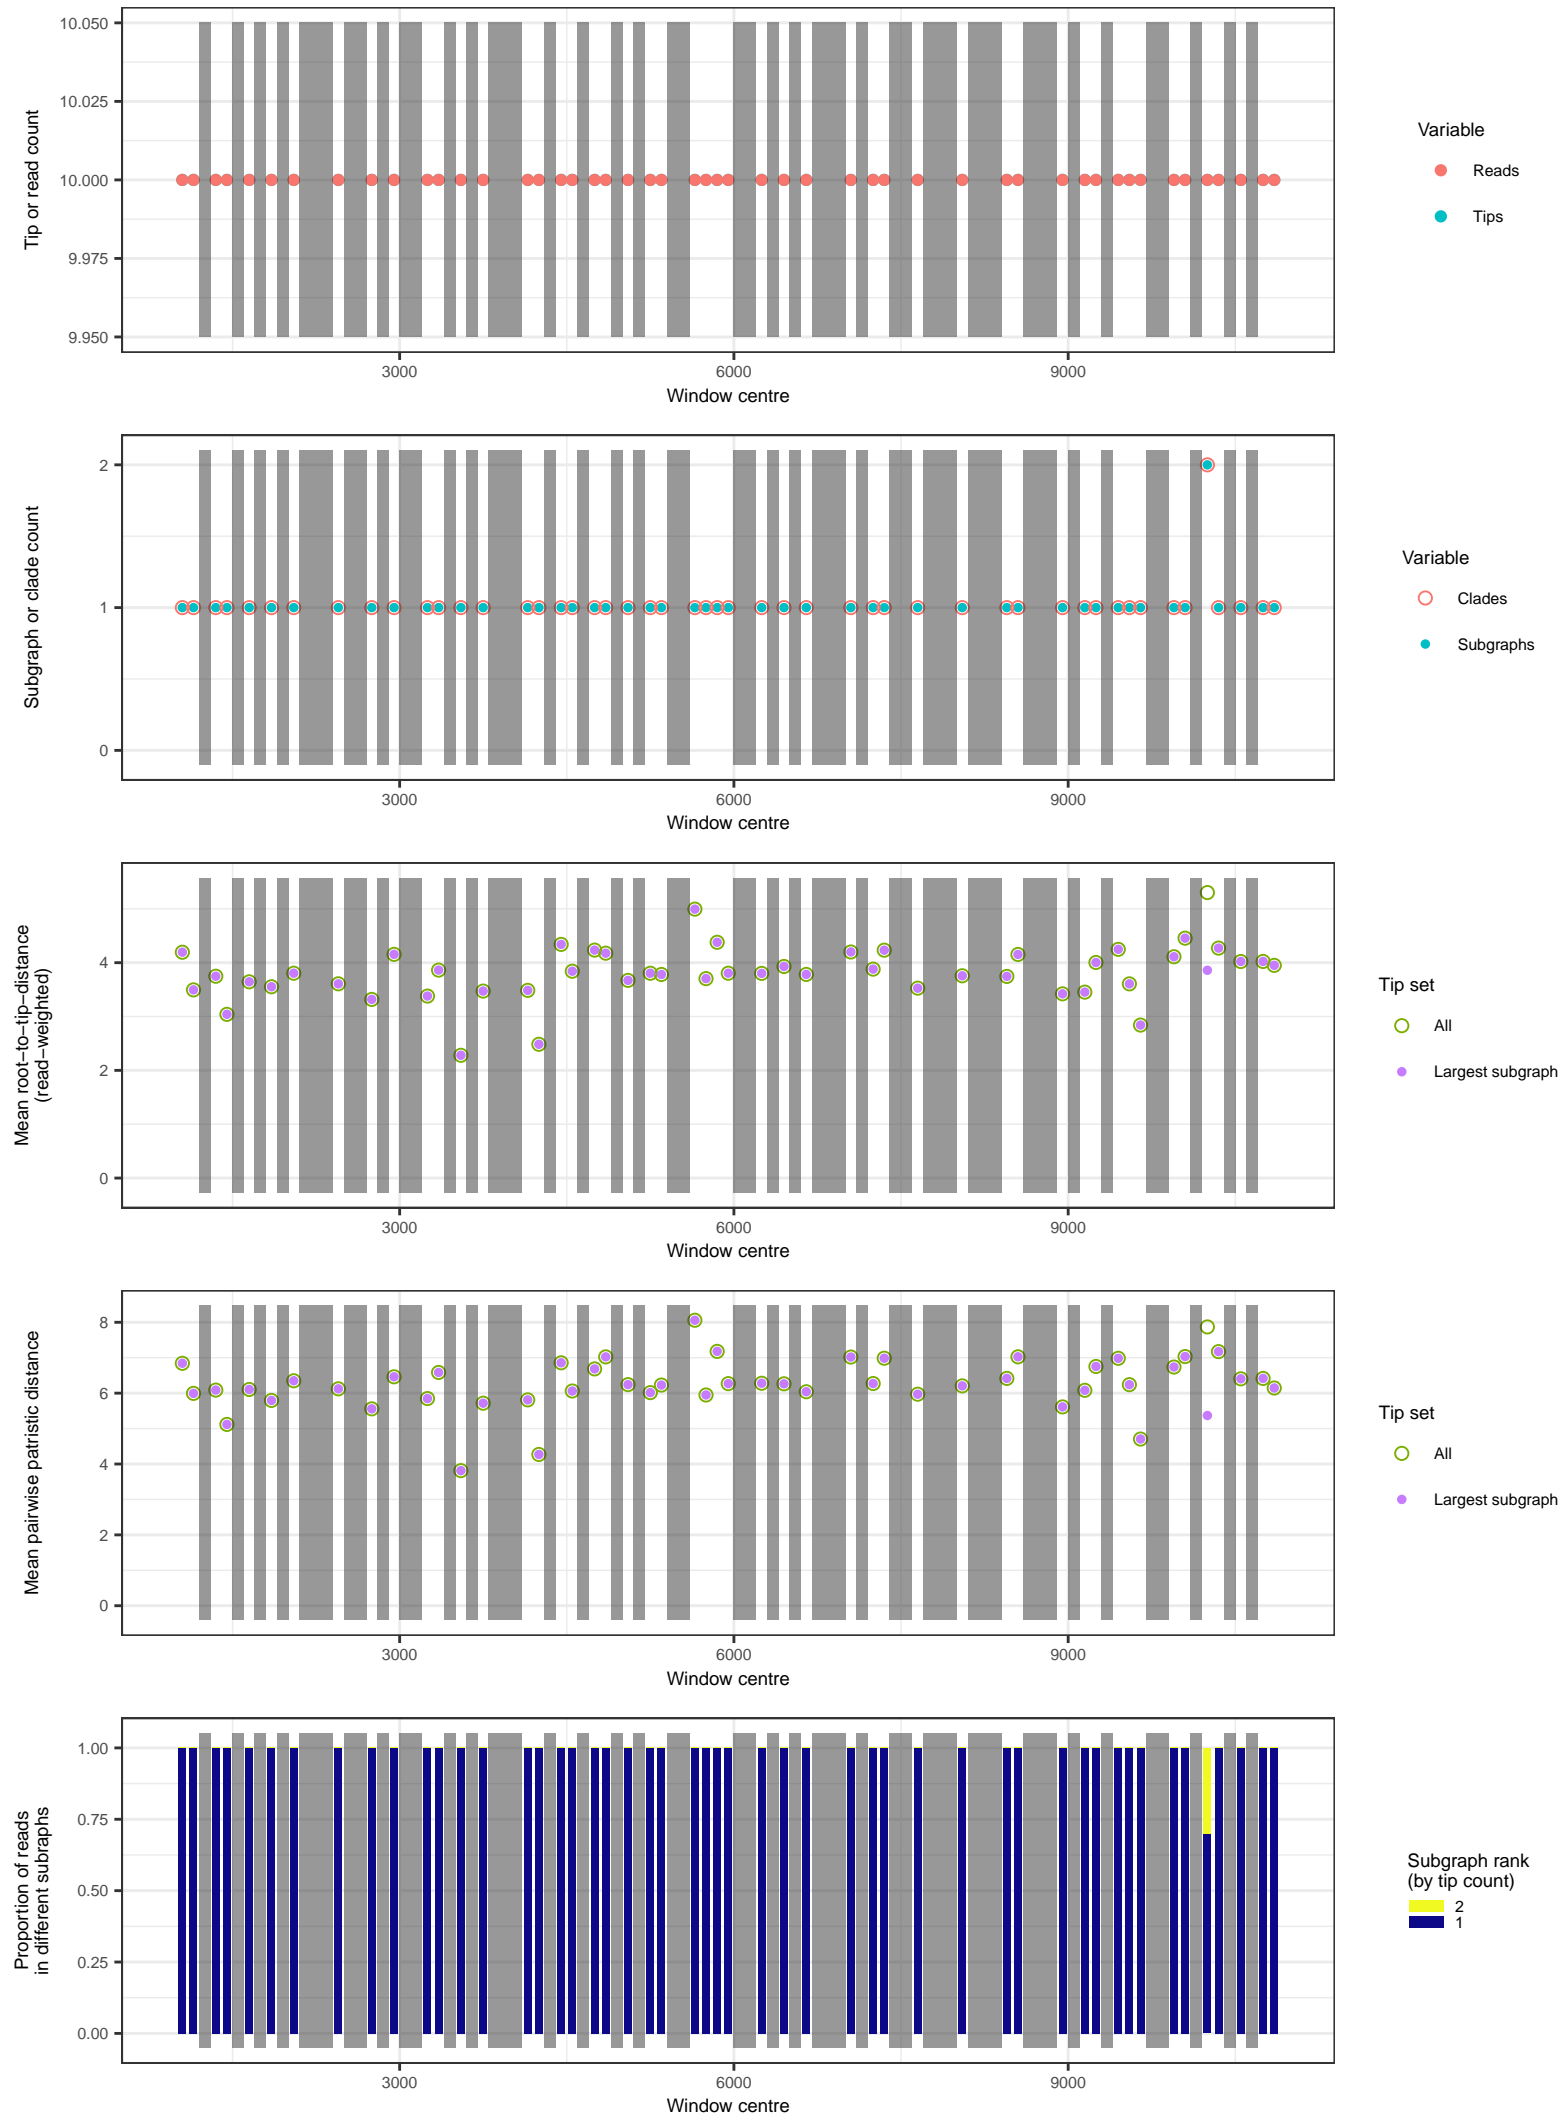 10.050
10.025
10.000
9.975
9.950
Tip or read count
3000 6000 9000
Window centre
Variable
Reads
Tips
2
1
0
Subgraph or clade count
3000 6000 9000
Window centre
Variable
Clades
Subgraphs
4
2
0
Mean root−to−tip−distance
(read−weighted)
3000 6000 9000
Window centre
Tip set
All
Largest subgraph
8
6
4
2
0
Mean pairwise patristic distance
3000 6000 9000
Window centre
Tip set
All
Largest subgraph
1.00
0.75
0.50
0.25
0.00
Proportion of reads
in different subraphs
3000 6000 9000
Window centre
Subgraph rank
(by tip count)
2
1